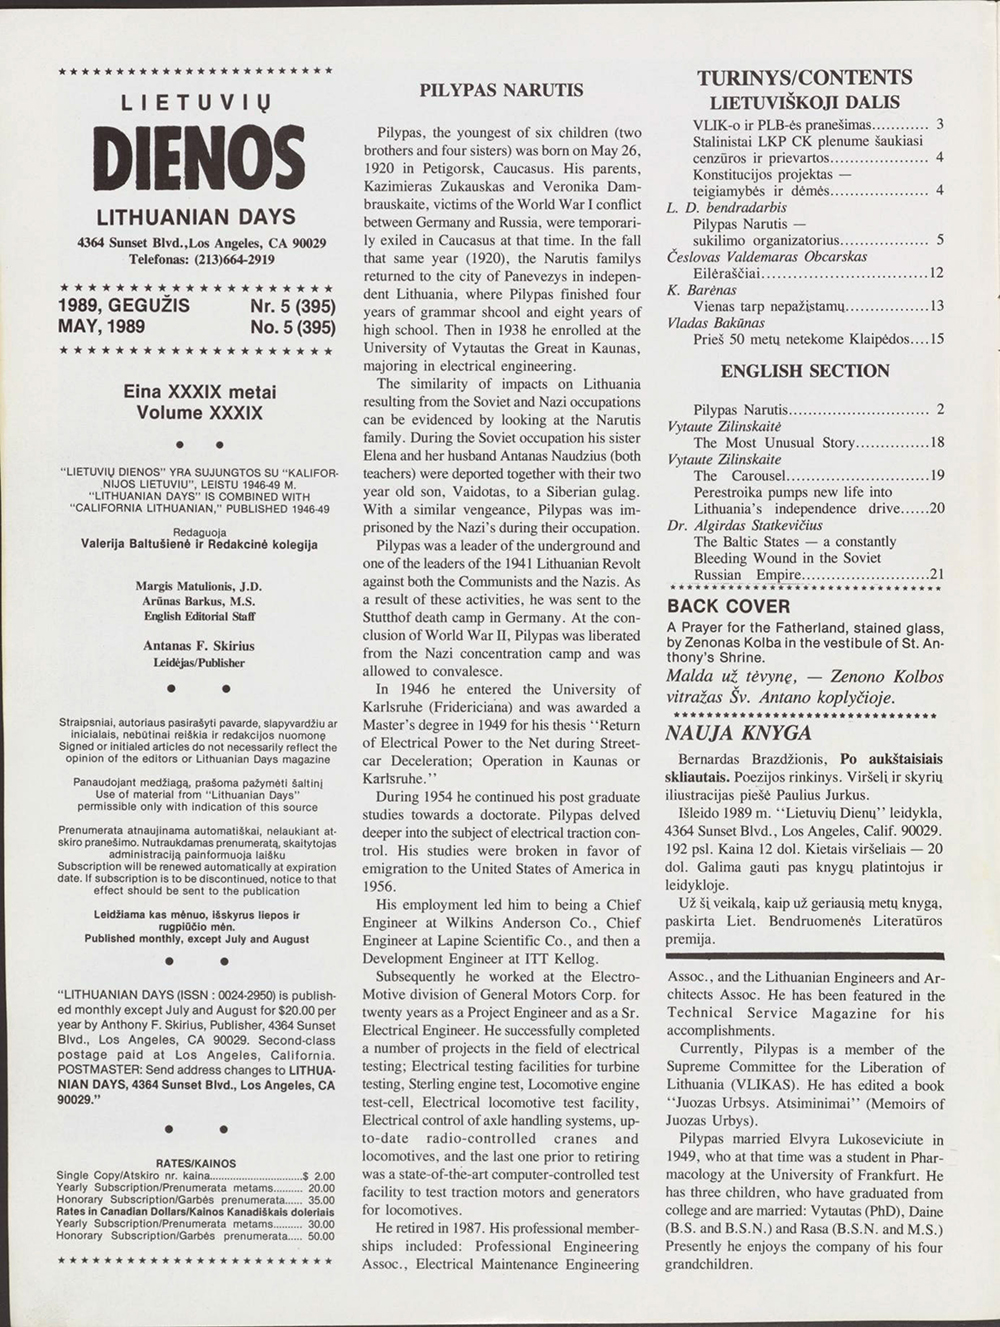 LIETUVIŲ
DIENOS
LITHUANIAN DAYS
4364 Sunset Blvd.,Los Angeles, CA 90029
Telefonas: (213)664-2919
1989, GEGUŽIS Nr. 5 (395)
MAY, 1989 No. 5 (395)
Eina XXXIX metai
Volume XXXIX
"LIETUVIŲ DIENOS" YRA SUJUNGTOS SU "KALIFOR-
NIJOS LIETUVIU", LEISTU 1946-49 M.
"LITHUANIAN DAYS" IS COMBINED WITH
"CALIFORNIA LITHUANIAN," PUBLISHED 1946-49
Redaguoja
Valerija Baltušienė ir Redakcinė kolegija
Margis Matulionis, J.D.
Arūnas Barkus, M.S.
English Editorial Staff
Antanas F. Skirius
Leidėjas/Publisher
Straipsniai, autoriaus pasirašyti pavarde, slapyvardžiu ar
inicialais, nebūtinai reiškia ir redakcijos nuomonę
Signed or initialed articles do not necessarily reflect the
opinion of the editors or Lithuanian Days magazine
Panaudojant medžiagą, prašoma pažymėti šaltinį
Use of material from "Lithuanian Days"
permissible only with indication of this source
Prenumerata atnaujinama automatiškai, nelaukiant at-
skiro pranešimo. Nutraukdamas prenumeratą, skaitytojas
administraciją painformuoja laišku
Subscription will be renewed automatically at expiration
date. If subscription is to be discontinued, notice to that
effect should be sent to the publication
Leidžiama kas mėnuo, išskyrus liepos ir
rugpiūčio mėn.
Published monthly, except July and August
"LITHUANIAN DAYS (ISSN : 0024-2950) is publish-
ed monthly except July and August for $20.00 per
year by Anthony F. Skirius, Publisher, 4364 Sunset
Blvd., Los Angeles, CA 90029. Second-class
postage paid at Los Angeles, California.
POSTMASTER: Send address changes to LITHUA-
NIAN DAYS, 4364 Sunset Blvd., Los Angeles, CA
90029."
RATES/KAINOS
Single Copy/Atskiro nr. kaina..............................$ 2.00
Yearly Subscription/Prenumerata metams.......... 20.00
Honorary Subscription/Garbės prenumerata..... 35.00
Rates in Canadian Dollars/Kainos Kanadiškais doleriais
Yearly Subscription/Prenumerata metams.......... 30.00
Honorary Subscription/Garbės prenumerata..... 50.00
PILYPAS NARUTIS
Pilypas, the youngest of six children (two
brothers and four sisters) was born on May 26,
1920 in Petigorsk, Caucasus. His parents,
Kazimieras Zukauskas and Veronika Dam-
brauskaite, victims of the World War I conflict
between Germany and Russia, were temporari-
ly exiled in Caucasus at that time. In the fall
that same year (1920), the Narutis familys
returned to the city of Panevezys in indepen-
dent Lithuania, where Pilypas finished four
years of grammar shcool and eight years of
high school. Then in 1938 he enrolled at the
University of Vytautas the Great in Kaunas,
majoring in electrical engineering.
The similarity of impacts on Lithuania
resulting from the Soviet and Nazi occupations
can be evidenced by looking at the Narutis
family. During the Soviet occupation his sister
Elena and her husband Antanas Naudzius (both
teachers) were deported together with their two
year old son, Vaidotas, to a Siberian gulag.
With a similar vengeance, Pilypas was im-
prisoned by the Nazi's during their occupation.
Pilypas was a leader of the underground and
one of the leaders of the 1941 Lithuanian Revolt
against both the Communists and the Nazis. As
a result of these activities, he was sent to the
Stutthof death camp in Germany. At the con-
clusion of World War II, Pilypas was liberated
from the Nazi concentration camp and was
allowed to convalesce.
In 1946 he entered the University of
Karlsruhe (Fridericiana) and was awarded a
Master's degree in 1949 for his thesis "Return
of Electrical Power to the Net during Street-
car Deceleration; Operation in Kaunas or
Karlsruhe."
During 1954 he continued his post graduate
studies towards a doctorate. Pilypas delved
deeper into the subject of electrical traction con-
trol. His studies were broken in favor of
emigration to the United States of America in
1956.
His employment led him to being a Chief
Engineer at Wilkins Anderson Co., Chief
Engineer at Lapine Scientific Co., and then a
Development Engineer at ITT Kellog.
Subsequently he worked at the Electro-
Motive division of General Motors Corp. for
twenty years as a Project Engineer and as a Sr.
Electrical Engineer. He successfully completed
a number of projects in the field of electrical
testing; Electrical testing facilities for turbine
testing, Sterling engine test, Locomotive engine
test-cell, Electrical locomotive test facility,
Electrical control of axle handling systems, up-
to-date radio-controlled cranes and
locomotives, and the last one prior to retiring
was a state-of-the-art computer-controlled test
facility to test traction motors and generators
for locomotives.
He retired in 1987. His professional member-
ships included: Professional Engineering
Assoc., Electrical Maintenance Engineering
TURINYS/CONTENTS
LIETUVIŠKOJI DALIS
VLIK-o ir PLB-ės pranešimas............ 3
Stalinistai LKP CK plenume šaukiasi
cenzūros ir prievartos.................... 4
Konstitucijos projektas —
teigiamybės ir dėmės.................... 4
L. D. bendradarbis
Pilypas Narutis —
sukilimo organizatorius.................. 5
Česlovas Valdemaras Obcarskas
Eilėraščiai..................................12
K. Barėnas
Vienas tarp nepažįstamų.................13
Vladas Bakūnas
Prieš 50 metų netekome Klaipėdos....15
ENGLISH SECTION
Pilypas Narutis............................. 2
Vytaute Zilinskaitė
The Most Unusual Story...............18
Vytaute Zilinskaite
The Carousel.............................19
Perestroika pumps new life into
Lithuania's independence drive......20
Dr. Algirdas Statkevičius
The Baltic States — a constantly
Bleeding Wound in the Soviet
Russian Empire..........................21
BACK COVER
A Prayer for the Fatherland, stained glass,
by Zenonas Kolba in the vestibule of St. An-
thony's Shrine.
Malda už tėvynę, — Zenono Kolbos
vitražas Šv. Antano koplyčioje.
NAUJA KNYGA
Bernardas Brazdžionis, Po aukštaisiais
skliautais. Poezijos rinkinys. Viršelį ir skyrių
iliustracijas piešė Paulius Jurkus.
Išleido 1989 m. "Lietuvių Dienų" leidykla,
4364 Sunset Blvd., Los Angeles, Calif. 90029.
192 psl. Kaina 12 dol. Kietais viršeliais — 20
dol. Galima gauti pas knygų platintojus ir
leidykloje.
Už šį veikalą, kaip už geriausią metų knygą,
paskirta Liet. Bendruomenės Literatūros
premija.
Assoc., and the Lithuanian Engineers and Ar-
chitects Assoc. He has been featured in the
Technical Service Magazine for his
accomplishments.
Currently, Pilypas is a member of the
Supreme Committee for the Liberation of
Lithuania (VLIKAS). He has edited a book
"Juozas Urbsys. Atsiminimai" (Memoirs of
Juozas Urbys).
Pilypas married Elvyra Lukoseviciute in
1949, who at that time was a student in Phar-
macology at the University of Frankfurt. He
has three children, who have graduated from
college and are married: Vytautas (PhD), Daine
(B.S. and B.S.N.) and Rasa (B.S.N. and M.S.)
Presently he enjoys the company of his four
grandchildren.